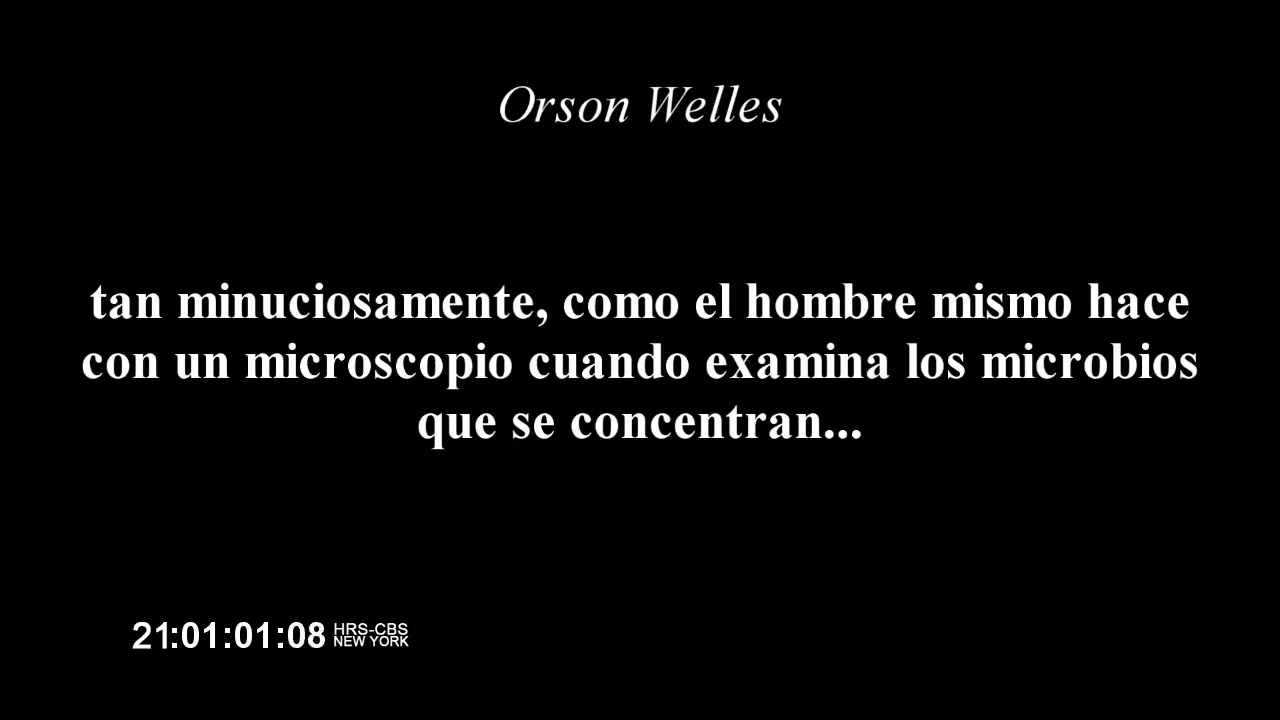 Orson Welles
tan minuciosamente, como el hombre mismo hace
con un microscopio cuando examina los microbios
que se concentran...
21:01:01:08 HRS-CBS
NEW YORK